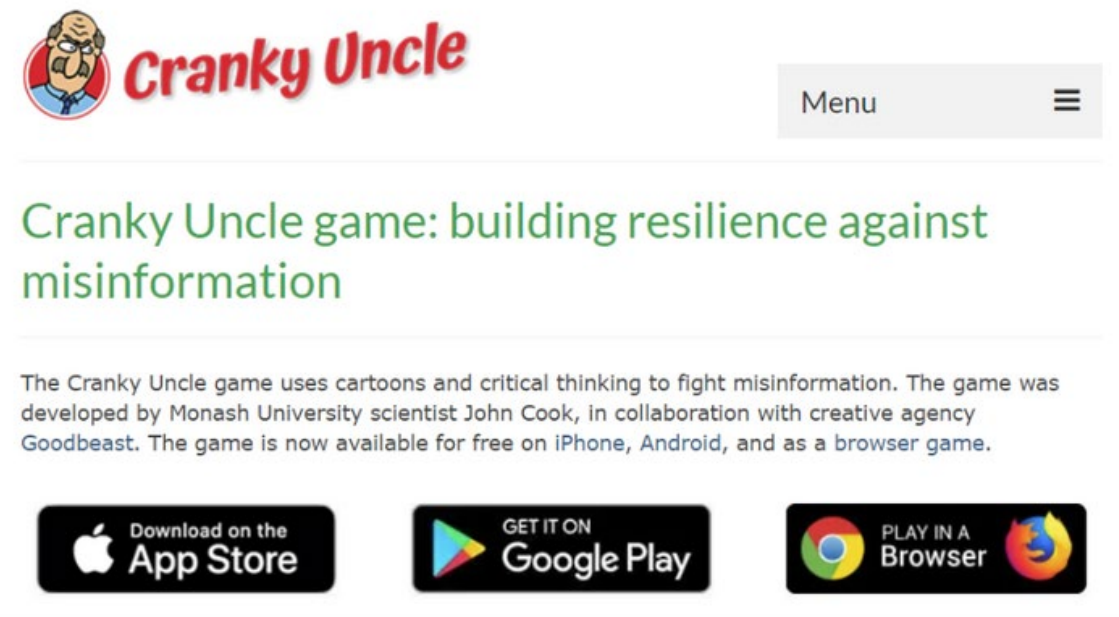 Cranky Uncle
Menu
Cranky Uncle game: building resilience against
misinformation
The Cranky Uncle game uses cartoons and critical thinking to fight misinformation. The game was
developed by Monash University scientist John Cook, in collaboration with creative agency
Goodbeast. The game is now available for free on iPhone, Android, and as a browser game.
Download on the
App Store
GET IT ON
Google Play
PLAY IN A
Browser